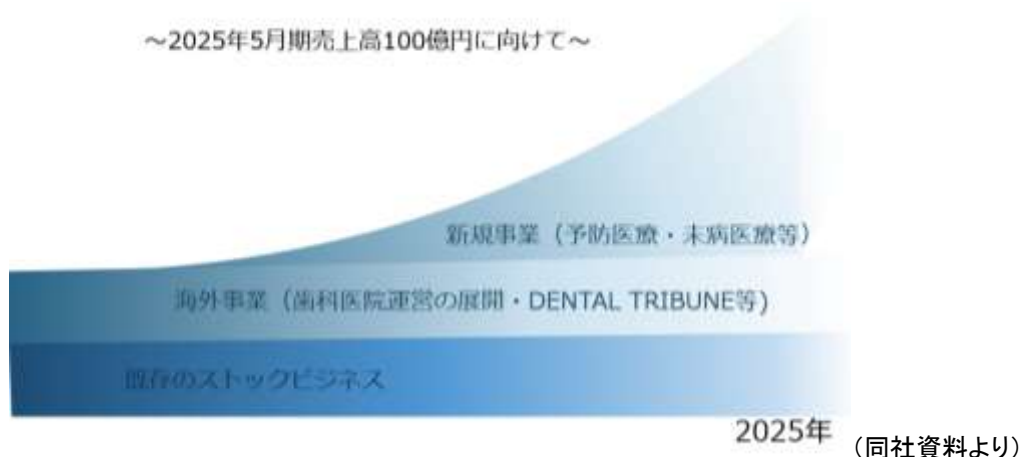 ～2025年5月期売上高100億円に向けて～
新規事業（予防医療・未病医療等）
海外事業（歯科医院運営の展開・DENTAL TRIBUNE等)
既存のストックビジネス
2025年
(同社資料より)